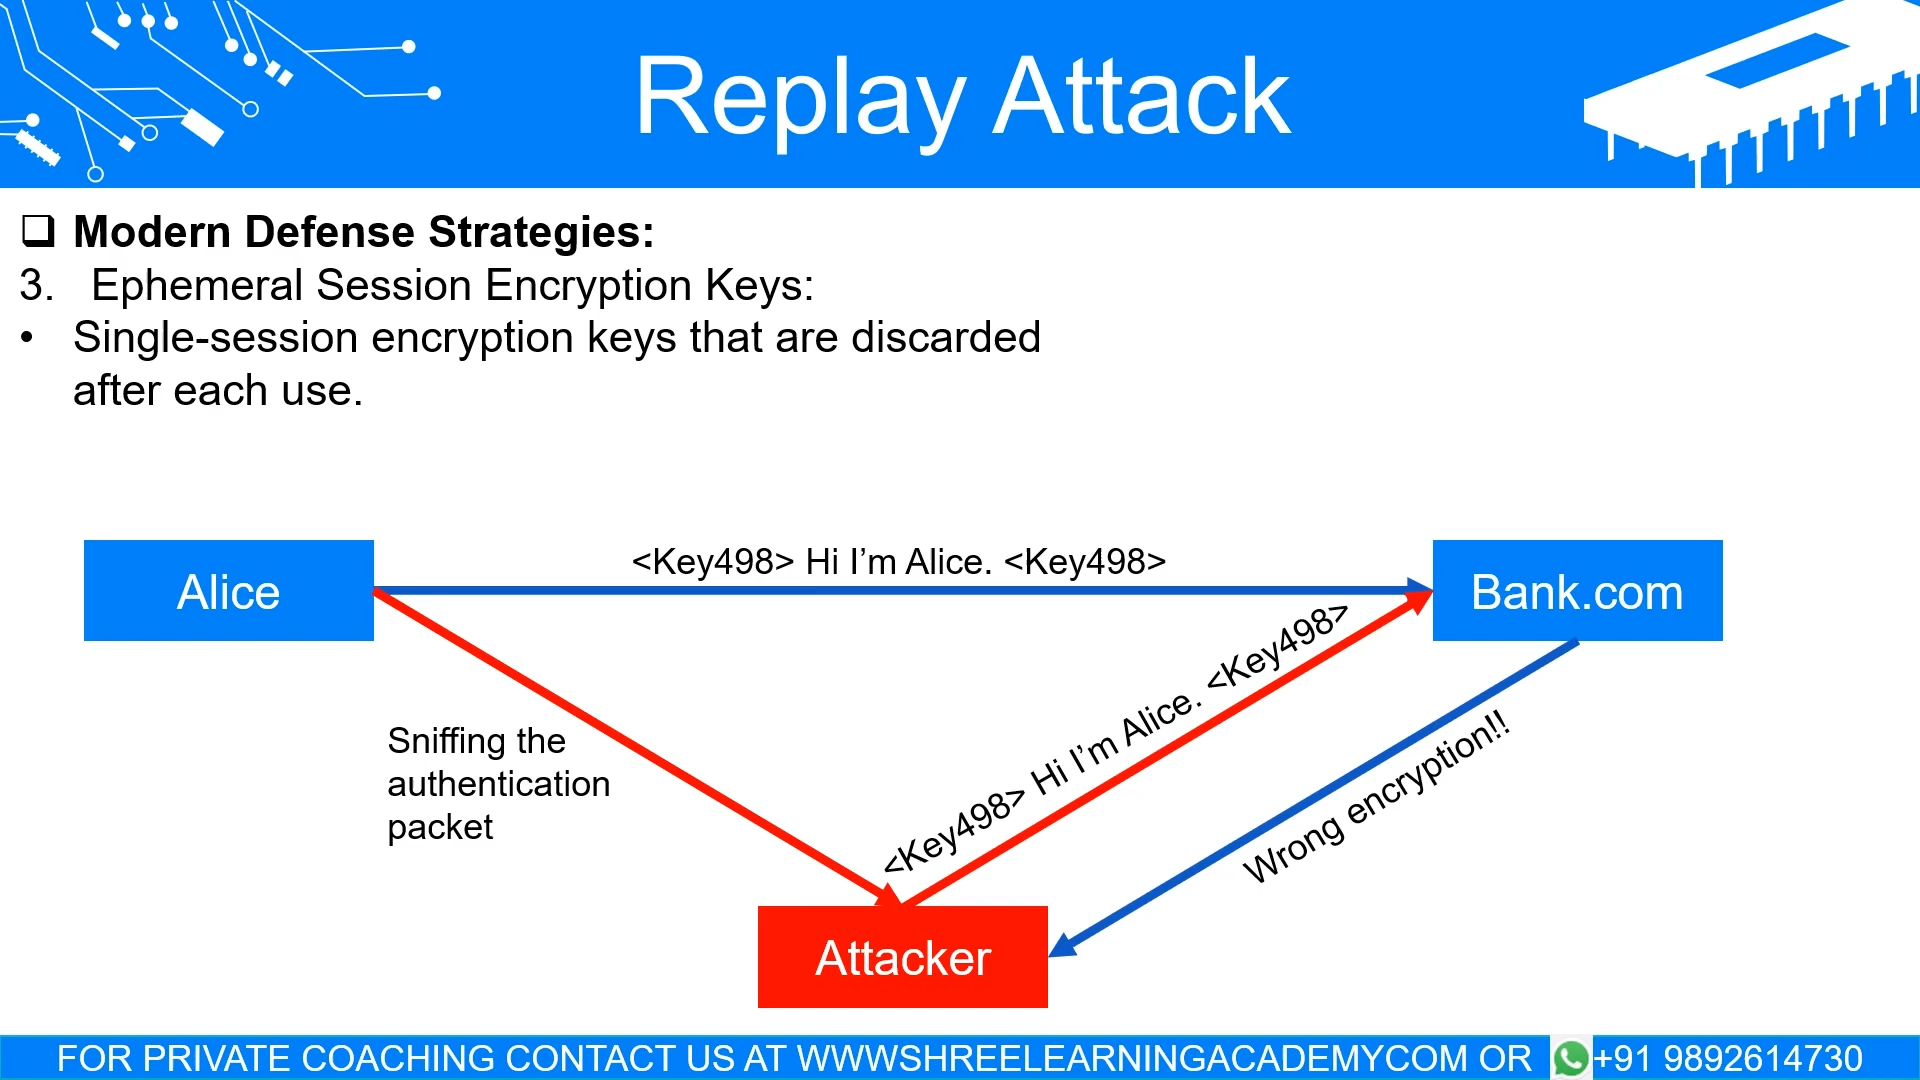 Replay Attack
❑ Modern Defense Strategies:
3. Ephemeral Session Encryption Keys:
• Single-session encryption keys that are discarded
after each use.
<Key498> Hi I’m Alice. <Key498>
Alice
Bank.com
<Key498> Hi I’m Alice. <Key498>
Sniffing the
authentication
packet
Wrong encryption!!
Attacker
FOR PRIVATE COACHING CONTACT US AT WWWSHREELEARNINGACADEMYCOM OR +91 9892614730